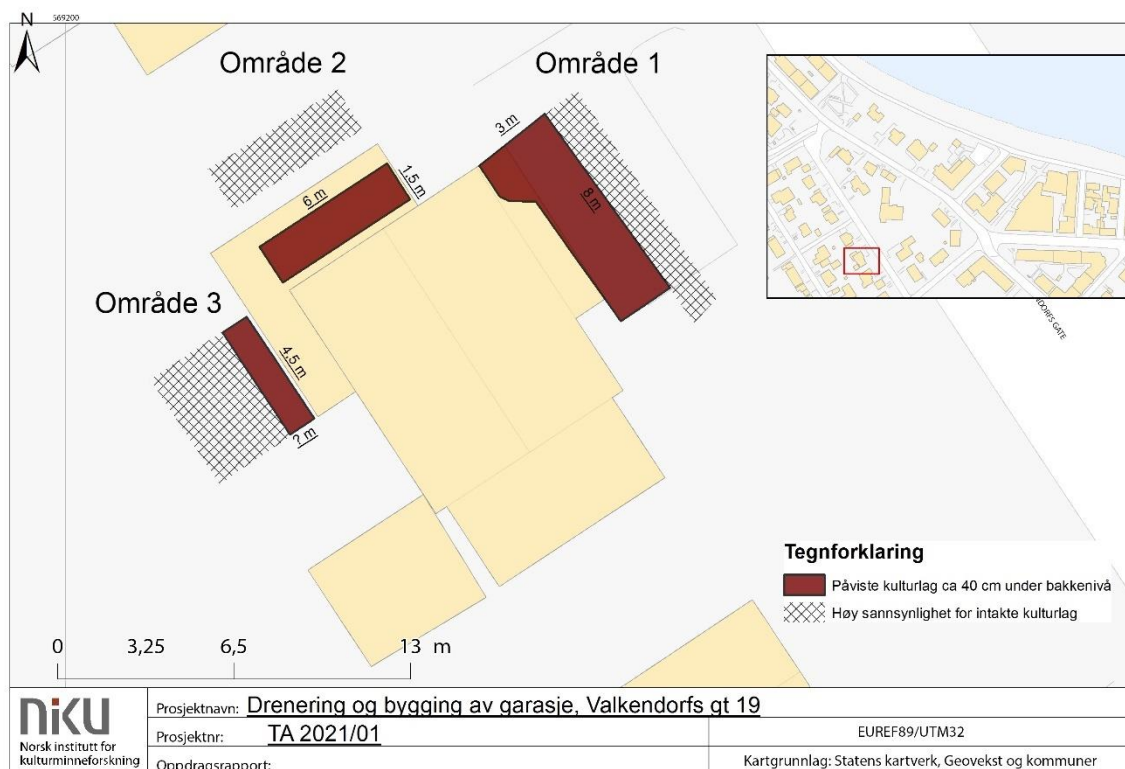 N
569200
Område 2
Område 1
3 m
8 m
6 m
1,5 m
Område 3
4,5 m
? m
DORFS GATE
Tegnforklaring
Påviste kulturlag ca 40 cm under bakkenivå
Høy sannsynlighet for intakte kulturlag
0 3,25 6,5 13 m
niku
Norsk institutt for
kulturminneforskning
Prosjektnavn: Drenering og bygging av garasje, Valkendorfs gt 19
Prosjektnr: TA 2021/01
EUREF89/UTM32
Oppdragsrapport:
Kartgrunnlag: Statens kartverk, Geovekst og kommuner